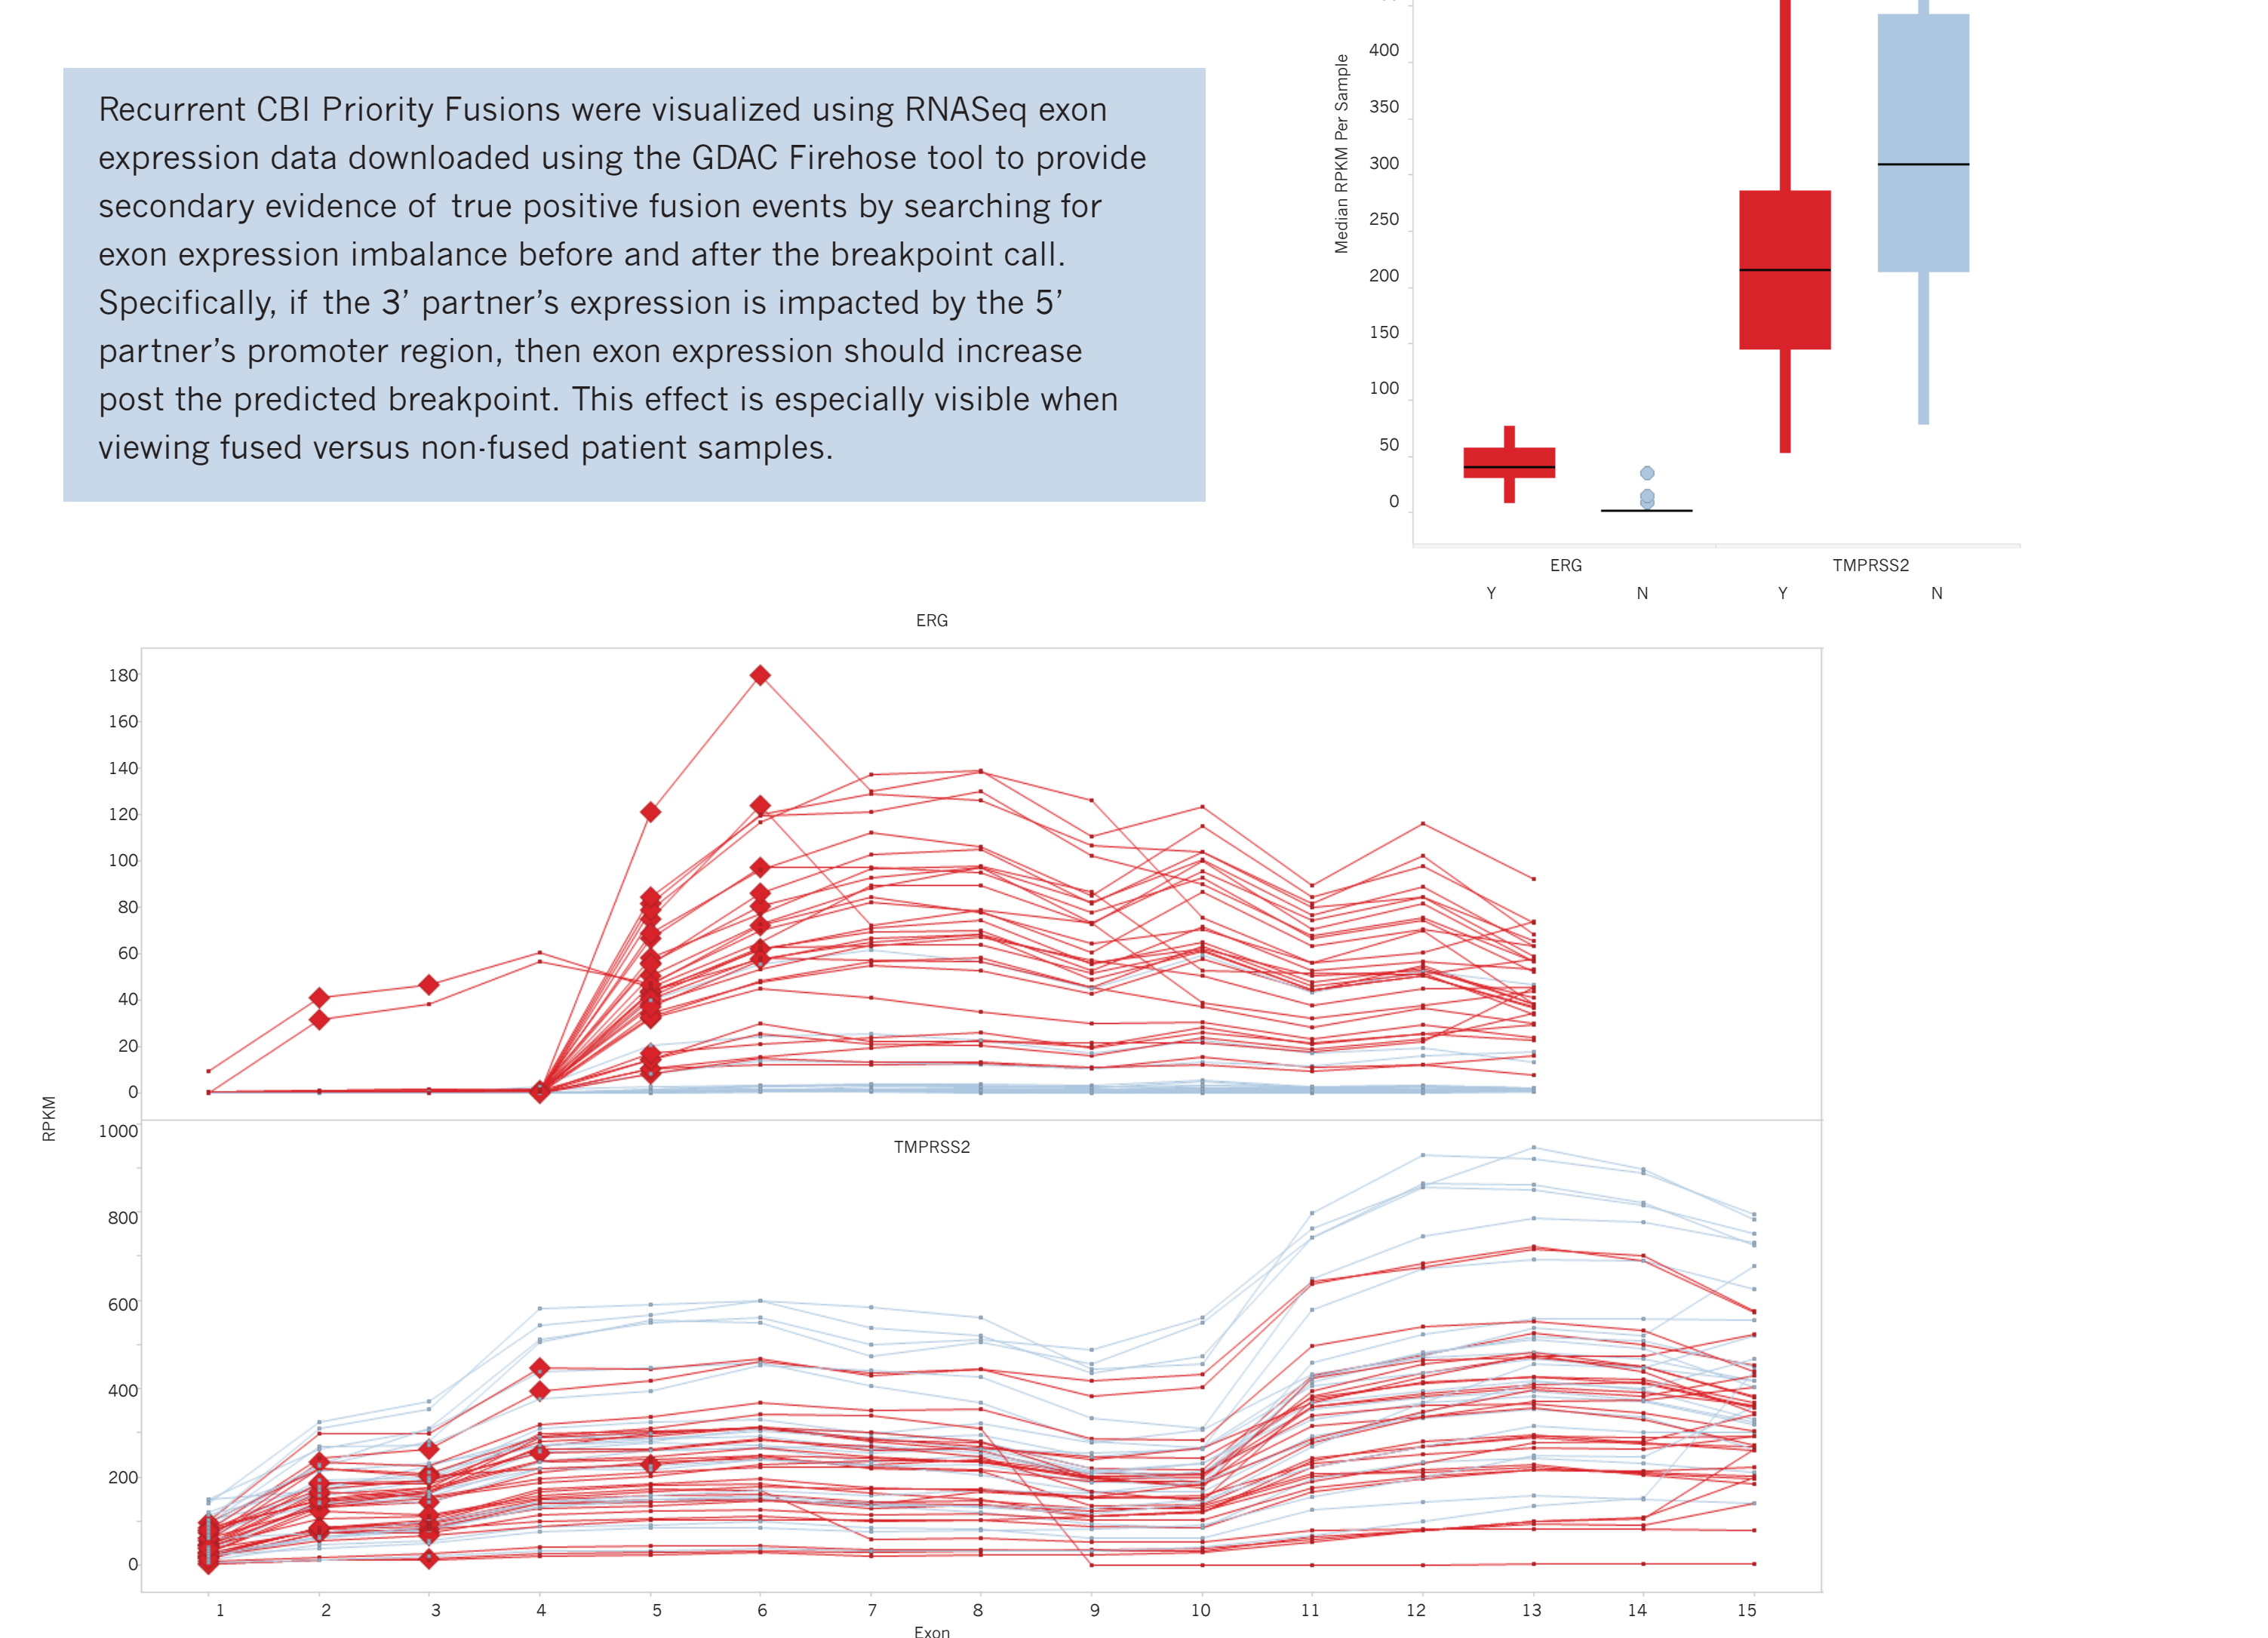 Recurrent CBI Priority Fusions were visualized using RNASeq exon
expression data downloaded using the GDAC Firehose tool to provide
secondary evidence of true positive fusion events by searching for
exon expression imbalance before and after the breakpoint call.
Specifically, if the 3’ partner’s expression is impacted by the 5’
partner’s promoter region, then exon expression should increase
post the predicted breakpoint. This effect is especially visible when
viewing fused versus non-fused patient samples.
Median RPKM Per Sample
400
350
300
250
200
150
100
50
0
ERG TMPRSS2
Y N Y N
ERG
180
160
140
120
100
80
60
40
20
0
RPKM
1000
TMPRSS2
800
600
400
200
0
1 2 3 4 5 6 7 8 9 10 11 12 13 14 15
Exon